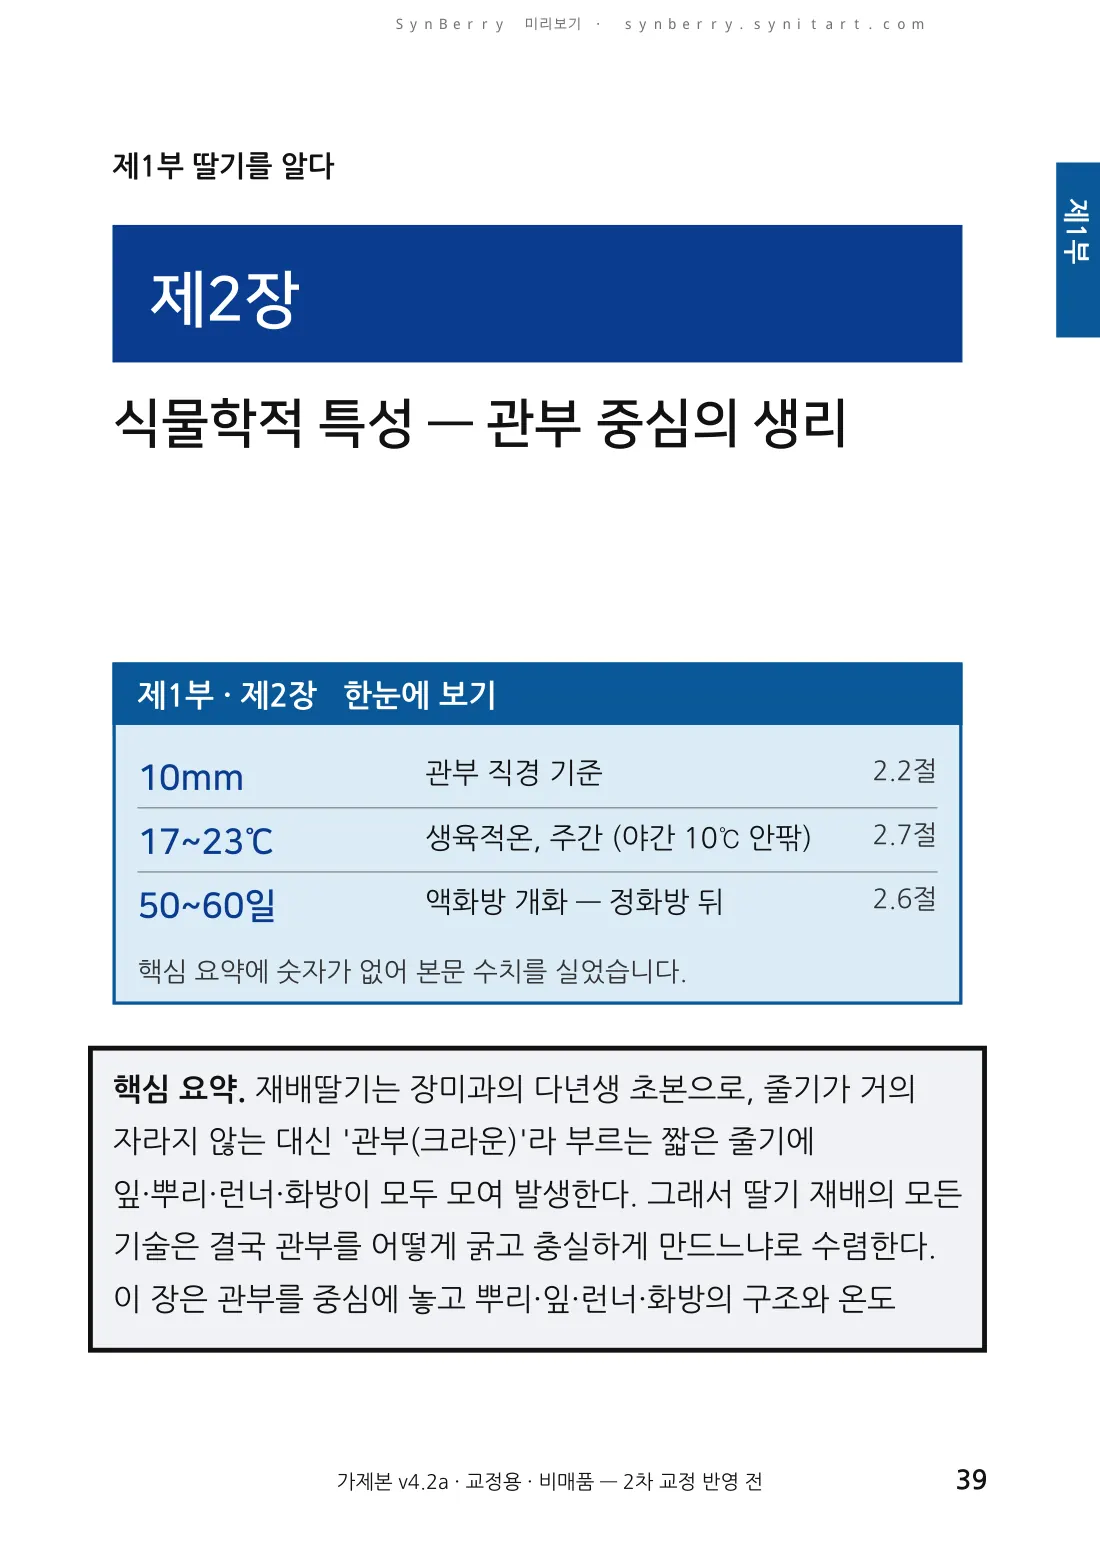 SynBerry 미리보기 · synberry.synitart.com
제1부 딸기를 알다
제1부
제2장
식물학적 특성 — 관부 중심의 생리
제1부 · 제2장 한눈에 보기
10mm 관부 직경 기준 2.2절
17~23℃ 생육적온, 주간 (야간 10℃ 안팎) 2.7절
50~60일 액화방 개화 — 정화방 뒤 2.6절
핵심 요약에 숫자가 없어 본문 수치를 실었습니다.
핵심 요약. 재배딸기는 장미과의 다년생 초본으로, 줄기가 거의
자라지 않는 대신 '관부(크라운)'라 부르는 짧은 줄기에
잎·뿌리·런너·화방이 모두 모여 발생한다. 그래서 딸기 재배의 모든
기술은 결국 관부를 어떻게 굵고 충실하게 만드느냐로 수렴한다.
이 장은 관부를 중심에 놓고 뿌리·잎·런너·화방의 구조와 온도
가제본 v4.2a · 교정용 · 비매품 — 2차 교정 반영 전
39